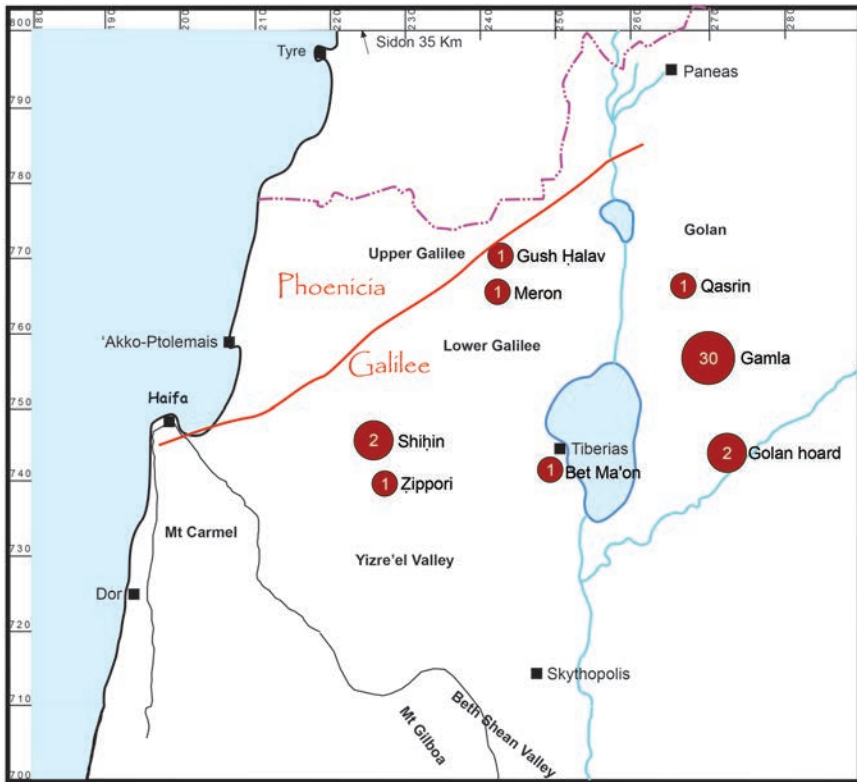 180 190 200 210 220 230 240 250 260 270 280
800
790
780
770
760
750
740
730
720
710
700
Sidon 35 Km
Tyre
Paneas
Golan
Upper Galilee
1 Gush Ḥalav
Phoenicia
1 Meron
1 Qasrin
'Akko-Ptolemais
Lower Galilee
30 Gamla
Galilee
Haifa
2 Shiḥin
Tiberias
2 Golan hoard
1 Bet Ma'on
1 Ẓippori
Mt Carmel
Yizre'el Valley
Dor
Skythopolis
Beth Shean Valley
Mt Gilboa